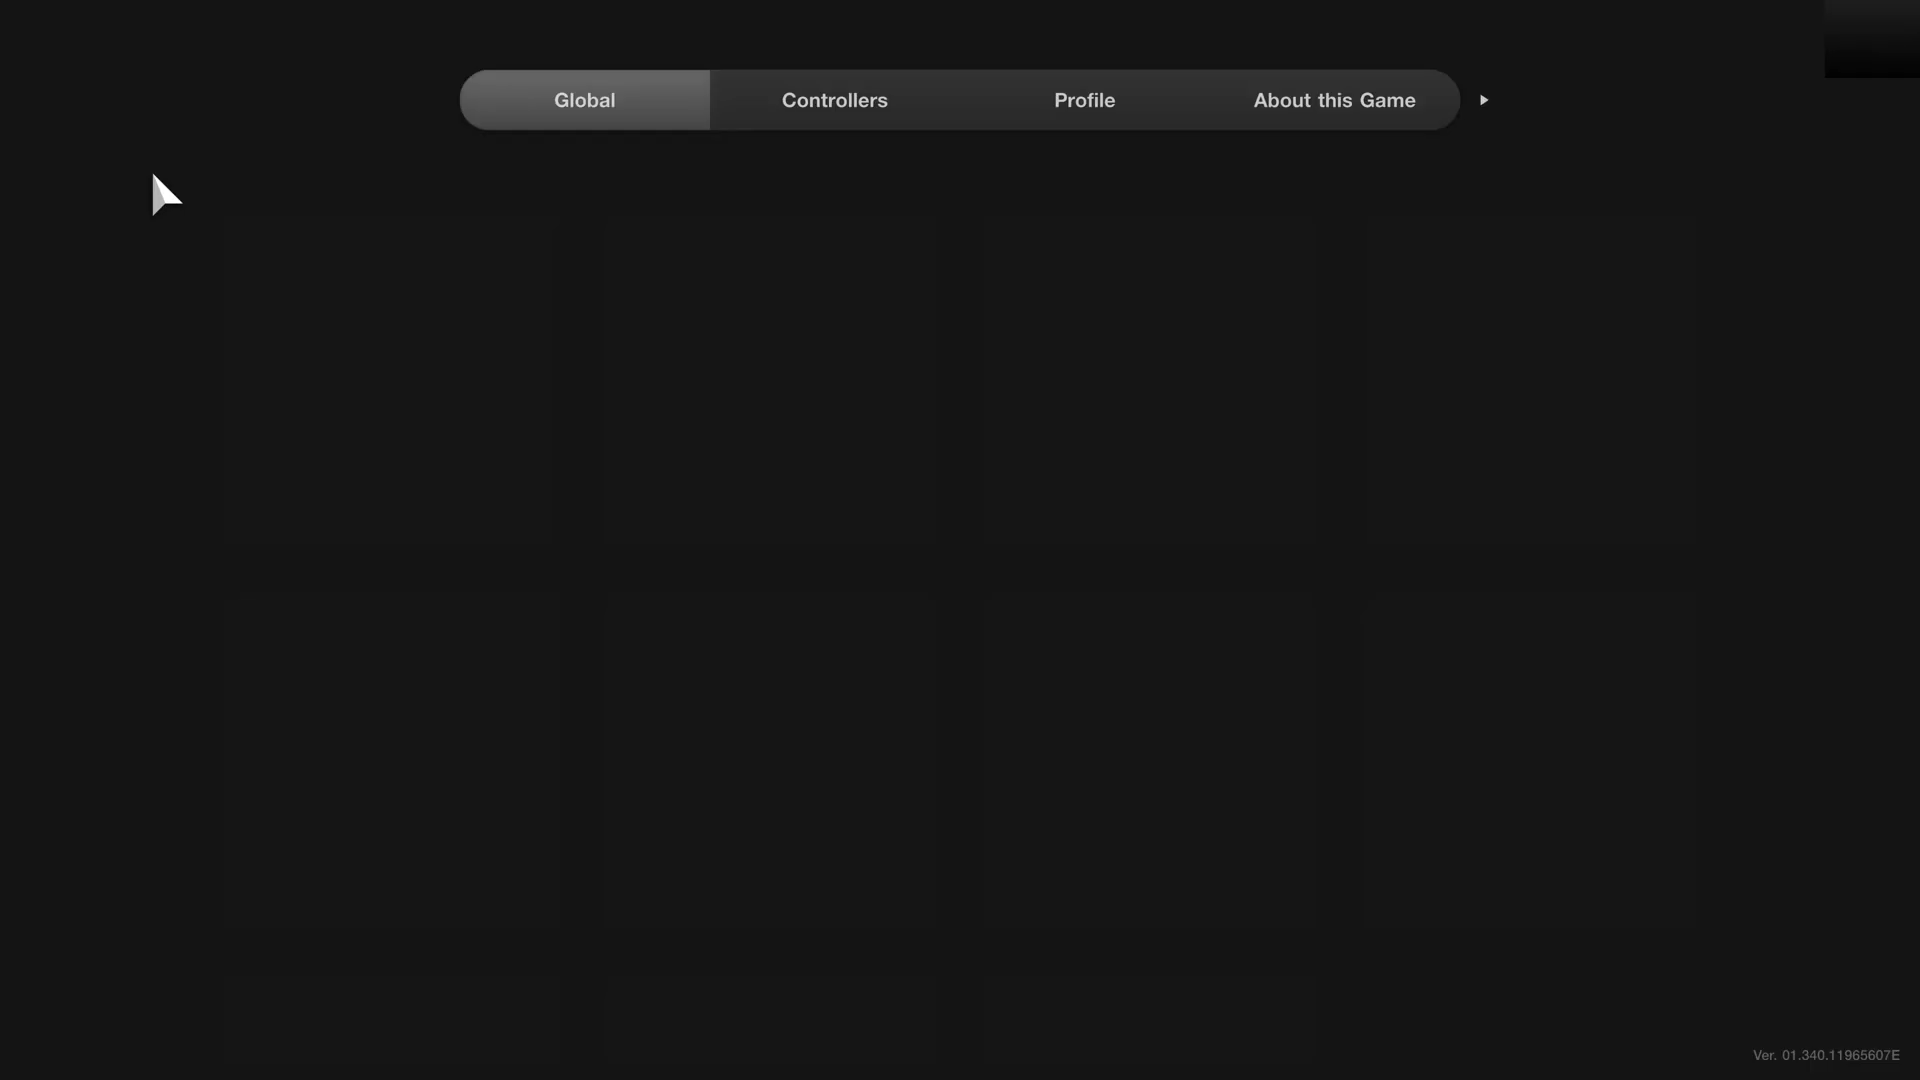 Global
Controllers
Profile
About this Game
Ver. 01.340.11965607E